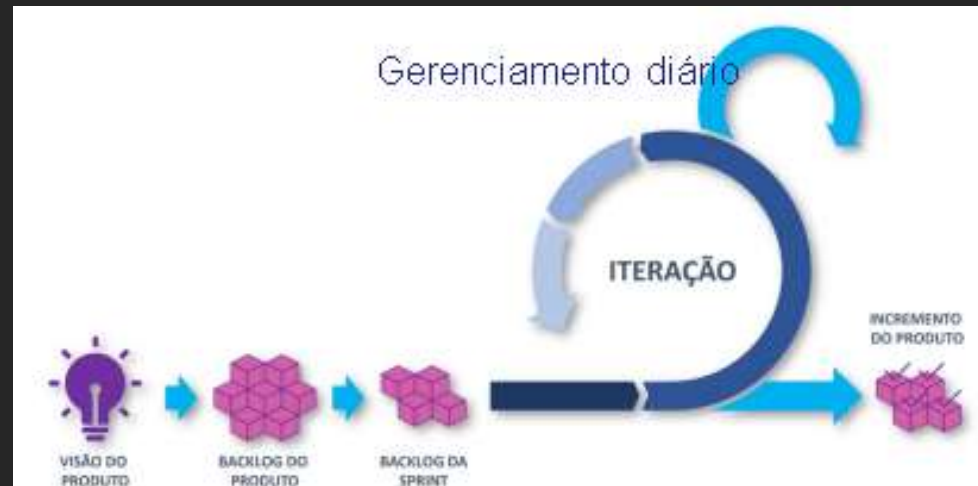 Gerenciamento diário
ITERAÇÃO
INCREMENTO
DO PRODUTO
VISÃO DO
PRODUTO
BACKLOG DO
PRODUTO
BACKLOG DA
SPRINT